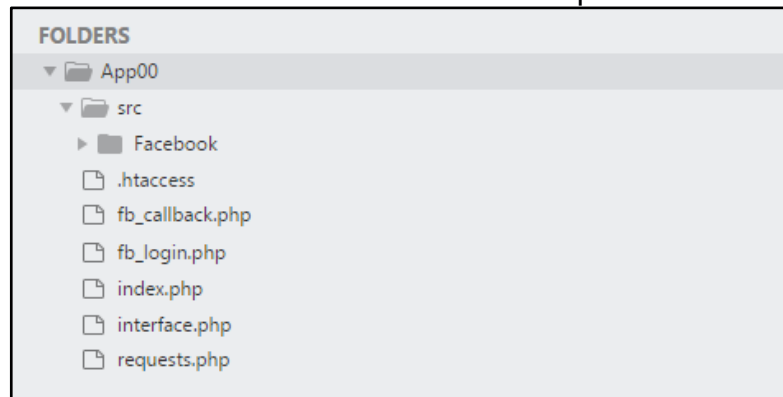 FOLDERS
App00
src
Facebook
.htaccess
fb_callback.php
fb_login.php
index.php
interface.php
requests.php